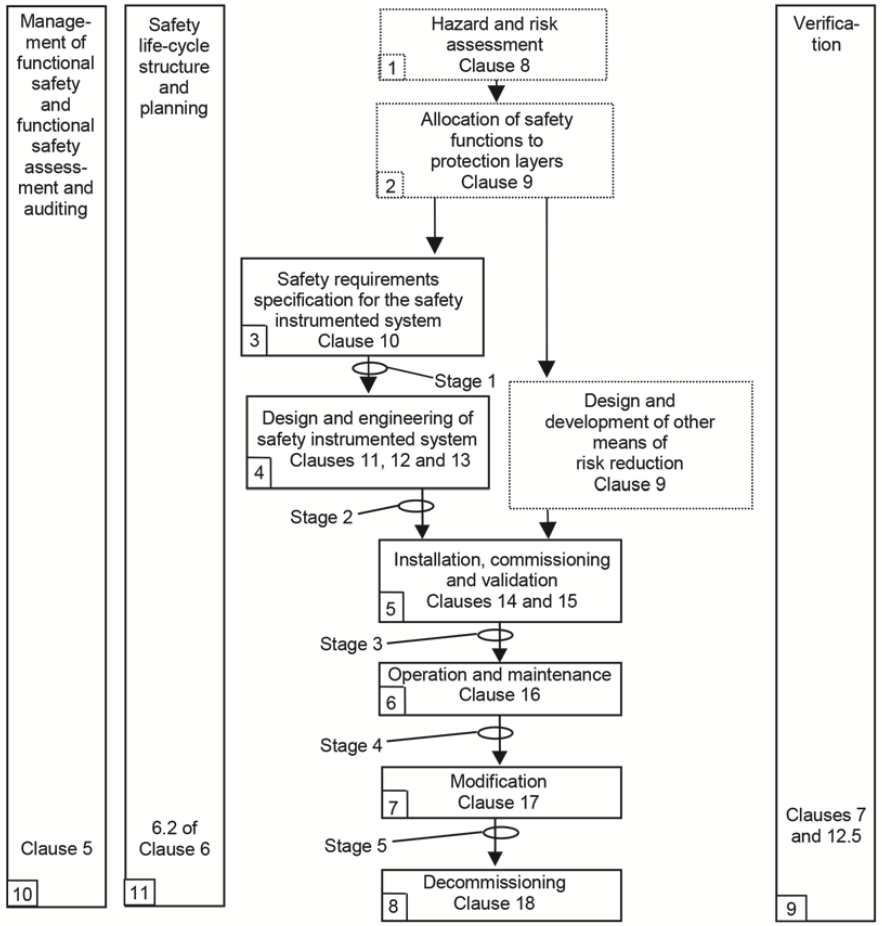 Manage-
ment of
functional
safety
and
functional
safety
assess-
ment and
auditing
Clause 5
10
Safety
life-cycle
structure
and
planning
6.2 of
Clause 6
11
Hazard and risk
assessment
Clause 8
1
Allocation of safety
functions to
protection layers
Clause 9
2
Safety requirements
specification for the safety
instrumented system
Clause 10
3
Stage 1
Design and engineering of
safety instrumented system
Clauses 11, 12 and 13
4
Design and
development of other
means of
risk reduction
Clause 9
Stage 2
Installation, commissioning
and validation
Clauses 14 and 15
5
Stage 3
Operation and maintenance
Clause 16
6
Stage 4
Modification
Clause 17
7
Stage 5
Decommissioning
Clause 18
8
Verifica-
tion
Clauses 7
and 12.5
9